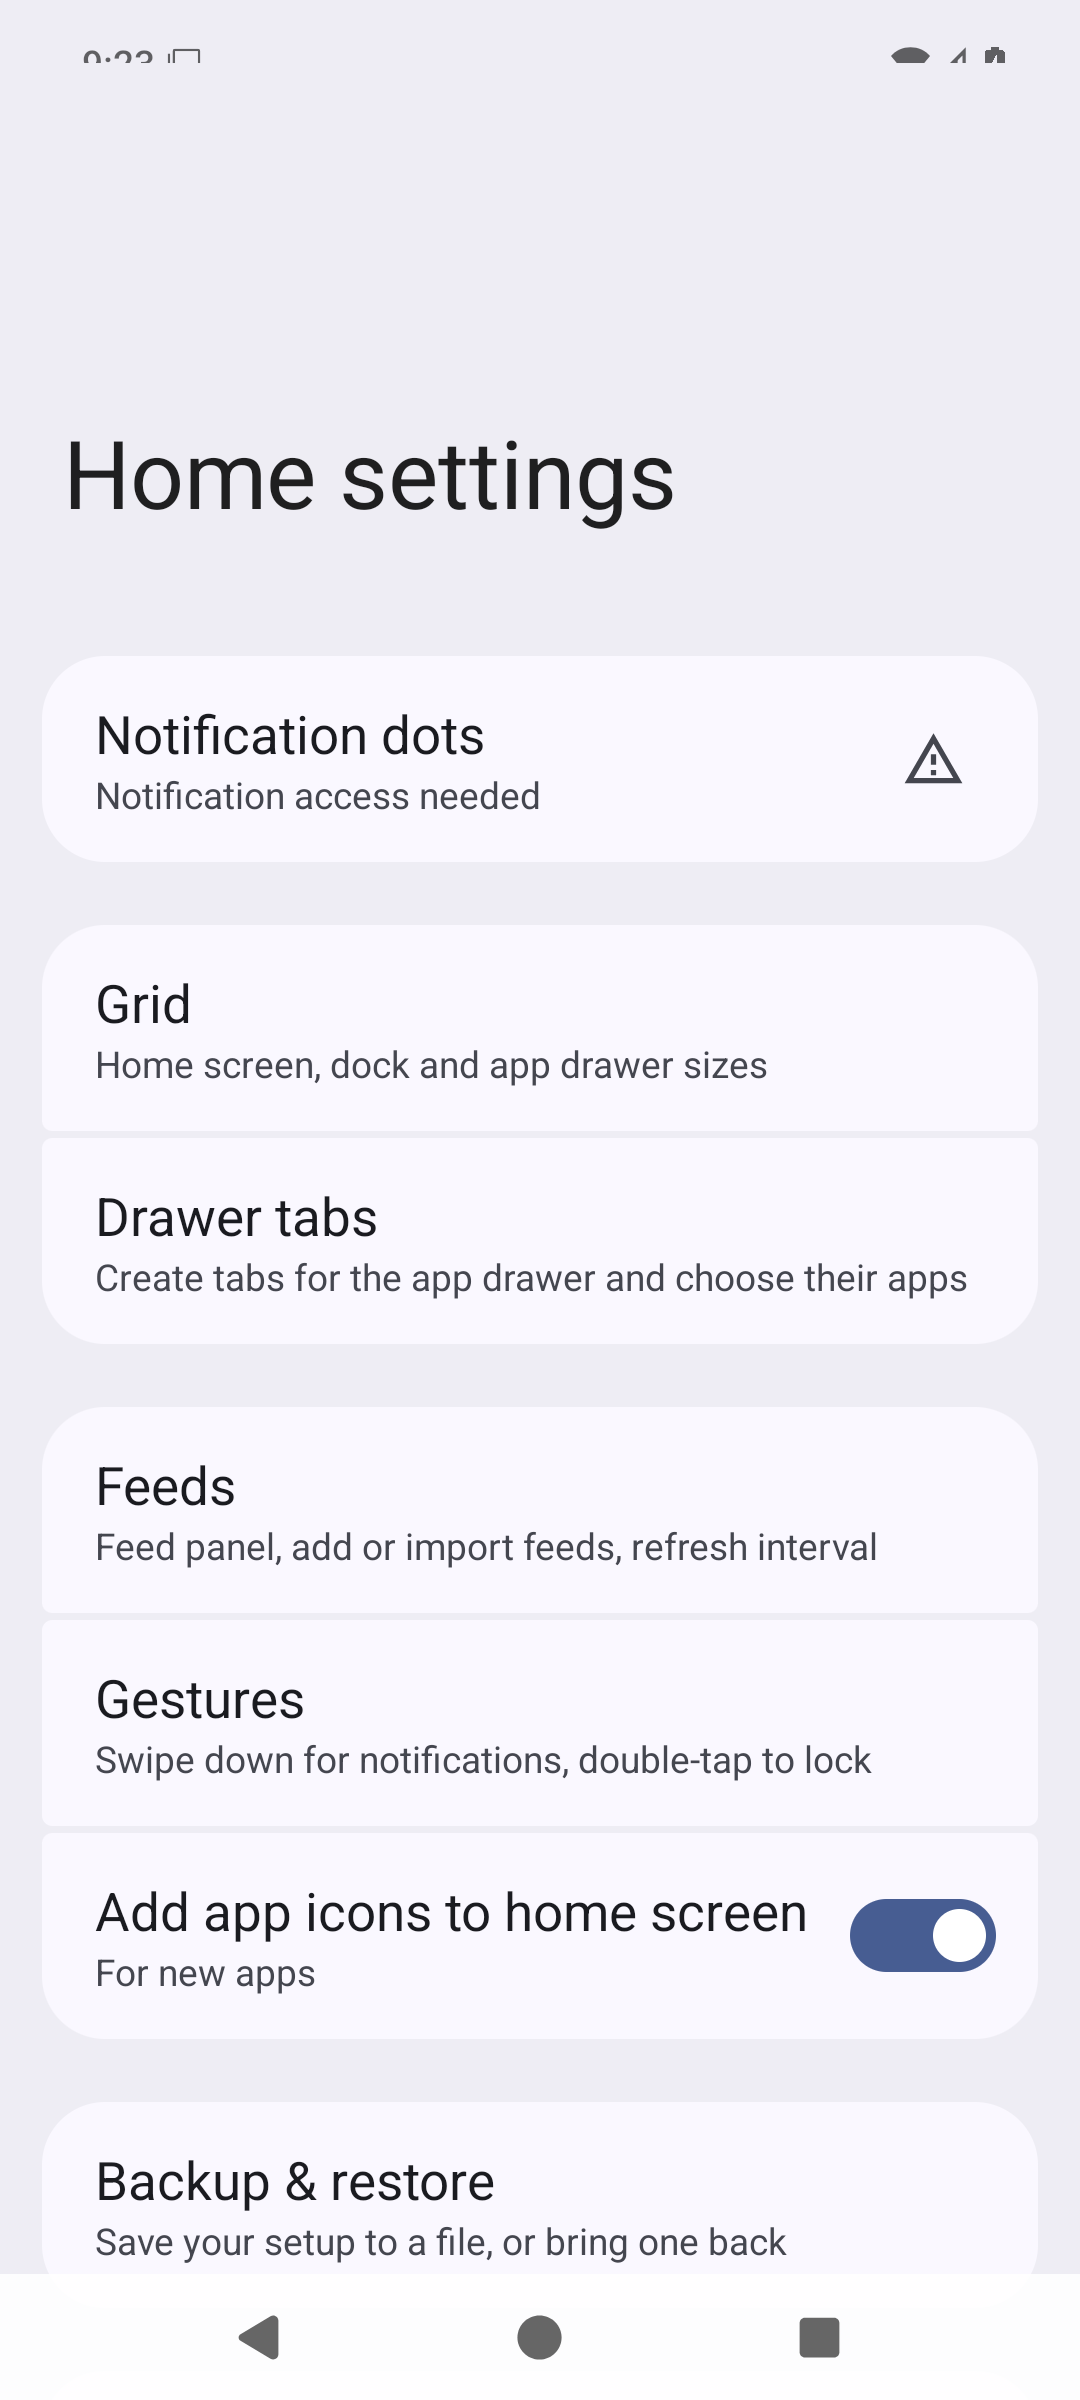 9:23
Home settings
Notification dots
Notification access needed
Grid
Home screen, dock and app drawer sizes
Drawer tabs
Create tabs for the app drawer and choose their apps
Feeds
Feed panel, add or import feeds, refresh interval
Gestures
Swipe down for notifications, double-tap to lock
Add app icons to home screen
For new apps
Backup & restore
Save your setup to a file, or bring one back